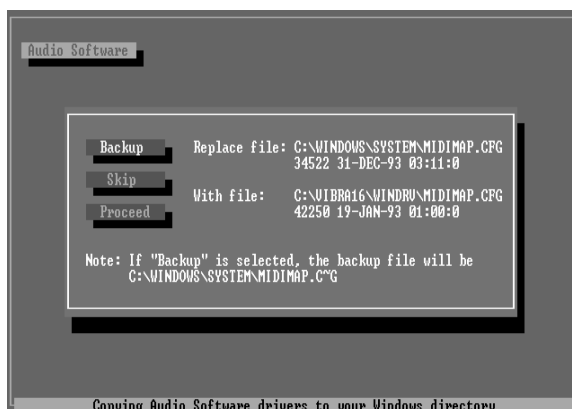 Audio Software
Backup
Skip
Proceed
Replace file: C:\WINDOWS\SYSTEM\MIDIMAP.CFG
34522 31-DEC-93 03:11:0
With file: C:\VIBRA16\WINDRV\MIDIMAP.CFG
42250 19-JAN-93 01:00:0
Note: If "Backup" is selected, the backup file will be
C:\WINDOWS\SYSTEM\MIDIMAP.C~G
Copying Audio Software drivers to your Windows directory